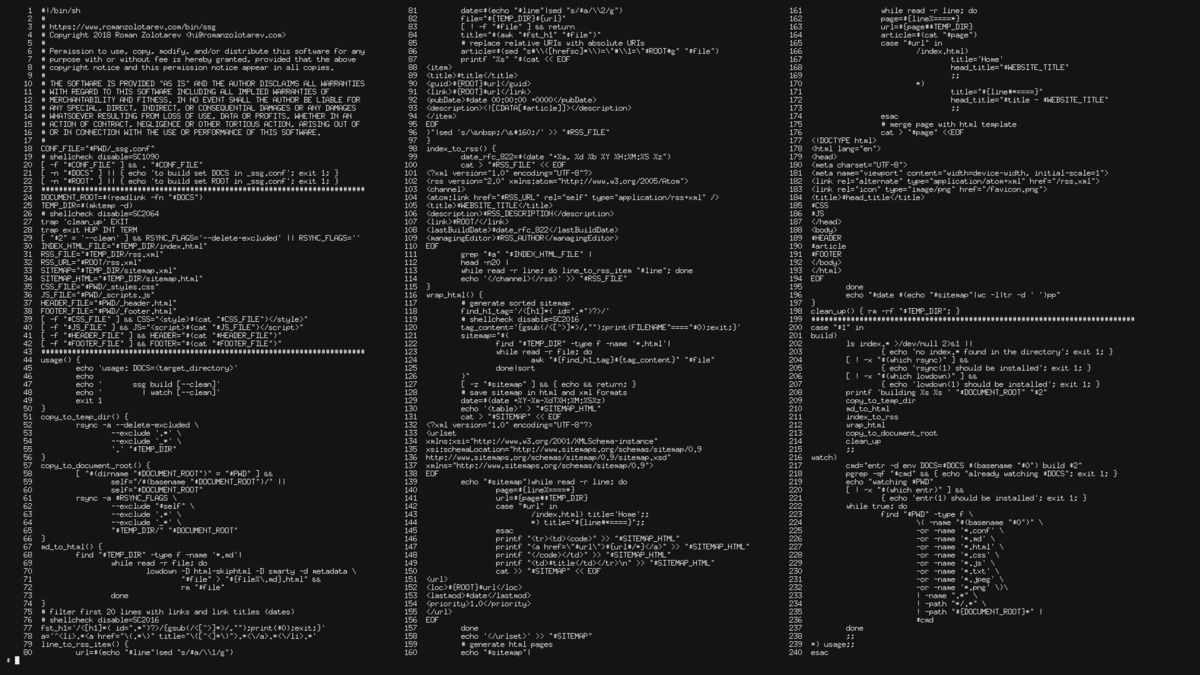 1 #!/bin/sh
2 #
3 # https://www.romanzolotarev.com/bin/ssg
4 # Copyright 2018 Roman Zolotarev <hi@romanzolotarev.com>
5 #
6 # Permission to use, copy, modify, and/or distribute this software for any
7 # purpose with or without fee is hereby granted, provided that the above
8 # copyright notice and this permission notice appear in all copies.
9 #
10 # THE SOFTWARE IS PROVIDED "AS IS" AND THE AUTHOR DISCLAIMS ALL WARRANTIES
11 # WITH REGARD TO THIS SOFTWARE INCLUDING ALL IMPLIED WARRANTIES OF
12 # MERCHANTABILITY AND FITNESS. IN NO EVENT SHALL THE AUTHOR BE LIABLE FOR
13 # ANY SPECIAL, DIRECT, INDIRECT, OR CONSEQUENTIAL DAMAGES OR ANY DAMAGES
14 # WHATSOEVER RESULTING FROM LOSS OF USE, DATA OR PROFITS, WHETHER IN AN
15 # ACTION OF CONTRACT, NEGLIGENCE OR OTHER TORTIOUS ACTION, ARISING OUT OF
16 # OR IN CONNECTION WITH THE USE OR PERFORMANCE OF THIS SOFTWARE.
17 #
18 CONF_FILE="$PWD/_ssg.conf"
19 # shellcheck disable=SC1090
20 [ -f "$CONF_FILE" ] && . "$CONF_FILE"
21 [ -n "$DOCS" ] || { echo 'to build set DOCS in _ssg.conf'; exit 1; }
22 [ -n "$ROOT" ] || { echo 'to build set ROOT in _ssg.conf'; exit 1; }
23 ##############################################################################
24 DOCUMENT_ROOT=$(readlink -fn "$DOCS")
25 TEMP_DIR=$(mktemp -d)
26 # shellcheck disable=SC2064
27 trap 'clean_up' EXIT
28 trap exit HUP INT TERM
29 [ "$2" = '--clean' ] && RSYNC_FLAGS='--delete-excluded' || RSYNC_FLAGS=''
30 INDEX_HTML_FILE="$TEMP_DIR/index.html"
31 RSS_FILE="$TEMP_DIR/rss.xml"
32 RSS_URL="$ROOT/rss.xml"
33 SITEMAP="$TEMP_DIR/sitemap.xml"
34 SITEMAP_HTML="$TEMP_DIR/sitemap.html"
35 CSS_FILE="$PWD/_styles.css"
36 JS_FILE="$PWD/_scripts.js"
37 HEADER_FILE="$PWD/_header.html"
38 FOOTER_FILE="$PWD/_footer.html"
39 [ -f "$CSS_FILE" ] && CSS="<style>$(cat "$CSS_FILE")</style>"
40 [ -f "$JS_FILE" ] && JS="<script>$(cat "$JS_FILE")</script>"
41 [ -f "$HEADER_FILE" ] && HEADER="$(cat "$HEADER_FILE")"
42 [ -f "$FOOTER_FILE" ] && FOOTER="$(cat "$FOOTER_FILE")"
43 ##############################################################################
44 usage() {
45 echo 'usage: DOCS=<target_directory>'
46 echo
47 echo ' ssg build [--clean]'
48 echo ' | watch [--clean]'
49 exit 1
50 }
51 copy_to_temp_dir() {
52 rsync -a --delete-excluded \
53 --exclude '.*' \
54 --exclude '_*' \
55 '.' "$TEMP_DIR"
56 }
57 copy_to_document_root() {
58 [ "$(dirname "$DOCUMENT_ROOT")" = "$PWD" ] &&
59 self="/$(basename "$DOCUMENT_ROOT")/" ||
60 self="$DOCUMENT_ROOT"
61 rsync -a $RSYNC_FLAGS \
62 --exclude "$self" \
63 --exclude '.*' \
64 --exclude '_*' \
65 "$TEMP_DIR/" "$DOCUMENT_ROOT"
66 }
67 md_to_html() {
68 find "$TEMP_DIR" -type f -name '*.md'|
69 while read -r file; do
70 lowdown -D html-skiphtml -D smarty -d metadata \
71 "$file" > "${file%\.md}.html" &&
72 rm "$file"
73 done
74 }
75 # filter first 20 lines with links and link titles (dates)
76 # shellcheck disable=SC2016
77 fst_h1='/<[h1]*( id=".*")?>/{gsub(/<[^>]*>/,"");print($0);exit;}'
78 a='^<li>.*<a href="\(.*\)" title="\([^<]*\)">.*<\/a>.*<\/li>.*'
79 line_to_rss_item() {
80 url=$(echo "$line"|sed "s/$a/\\1/g")
81 date=$(echo "$line"|sed "s/$a/\\2/g")
82 file="${TEMP_DIR}${url}"
83 [ ! -f "$file" ] && return
84 title="$(awk "$fst_h1" "$file")"
85 # replace relative URIs with absolute URIs
86 article=$(sed "s#\\([hrefsc]*\\)=\"#\\1=\"$ROOT#g" "$file")
87 printf "%s" "$(cat << EOF
88 <item>
89 <title>$title</title>
90 <guid>${ROOT}$url</guid>
91 <link>${ROOT}$url</link>
92 <pubDate>$date 00:00:00 +0000</pubDate>
93 <description><![CDATA[$article]]></description>
94 </item>
95 EOF
96 )"|sed 's/\&nbsp;/\&#160;/' >> "$RSS_FILE"
97 }
98 index_to_rss() {
99 date_rfc_822=$(date "+%a, %d %b %Y %H:%M:%S %z")
100 cat > "$RSS_FILE" << EOF
101 <?xml version="1.0" encoding="UTF-8"?>
102 <rss version="2.0" xmlns:atom="http://www.w3.org/2005/Atom">
103 <channel>
104 <atom:link href="$RSS_URL" rel="self" type="application/rss+xml" />
105 <title>$WEBSITE_TITLE</title>
106 <description>$RSS_DESCRIPTION</description>
107 <link>$ROOT/</link>
108 <lastBuildDate>$date_rfc_822</lastBuildDate>
109 <managingEditor>$RSS_AUTHOR</managingEditor>
110 EOF
111 grep "$a" "$INDEX_HTML_FILE" |
112 head -n20 |
113 while read -r line; do line_to_rss_item "$line"; done
114 echo '</channel></rss>' >> "$RSS_FILE"
115 }
116 wrap_html() {
117 # generate sorted sitemap
118 find_h1_tag='/<[h1]*( id=".*")?>/'
119 # shellcheck disable=SC2016
120 tag_content='{gsub(/<[^>]*>/,"");print(FILENAME"===="$0);exit;}'
121 sitemap="$(
122 find "$TEMP_DIR" -type f -name '*.html'|
123 while read -r file; do
124 awk "${find_h1_tag}${tag_content}" "$file"
125 done|sort
126 )"
127 [ -z "$sitemap" ] && { echo && return; }
128 # save sitemap in html and xml formats
129 date=$(date +%Y-%m-%dT%H:%M:%S%z)
130 echo '<table>' > "$SITEMAP_HTML"
131 cat > "$SITEMAP" << EOF
132 <?xml version="1.0" encoding="UTF-8"?>
133 <urlset
134 xmlns:xsi="http://www.w3.org/2001/XMLSchema-instance"
135 xsi:schemaLocation="http://www.sitemaps.org/schemas/sitemap/0.9
136 http://www.sitemaps.org/schemas/sitemap/0.9/sitemap.xsd"
137 xmlns="http://www.sitemaps.org/schemas/sitemap/0.9">
138 EOF
139 echo "$sitemap"|while read -r line; do
140 page=${line%====*}
141 url=${page##$TEMP_DIR}
142 case "$url" in
143 /index.html) title='Home';;
144 *) title="${line#*====}";;
145 esac
146 printf "<tr><td><code>" >> "$SITEMAP_HTML"
147 printf "<a href=\"$url\">${url#/*}</a>" >> "$SITEMAP_HTML"
148 printf "</code></td>" >> "$SITEMAP_HTML"
149 printf "<td>$title</td></tr>\n" >> "$SITEMAP_HTML"
150 cat >> "$SITEMAP" << EOF
151 <url>
152 <loc>${ROOT}$url</loc>
153 <lastmod>$date</lastmod>
154 <priority>1.0</priority>
155 </url>
156 EOF
157 done
158 echo '</urlset>' >> "$SITEMAP"
159 # generate html pages
160 echo "$sitemap"|
161 while read -r line; do
162 page=${line%====*}
163 url=${page##$TEMP_DIR}
164 article=$(cat "$page")
165 case "$url" in
166 /index.html)
167 title='Home'
168 head_title="$WEBSITE_TITLE"
169 ;;
170 *)
171 title="${line#*====}"
172 head_title="$title - $WEBSITE_TITLE"
173 ;;
174 esac
175 # merge page with html template
176 cat > "$page" <<EOF
177 <!DOCTYPE html>
178 <html lang="en">
179 <head>
180 <meta charset="UTF-8">
181 <meta name="viewport" content="width=device-width, initial-scale=1">
182 <link rel="alternate" type="application/atom+xml" href="/rss.xml">
183 <link rel="icon" type="image/png" href="/favicon.png">
184 <title>$head_title</title>
185 $CSS
186 $JS
187 </head>
188 <body>
189 $HEADER
190 $article
191 $FOOTER
192 </body>
193 </html>
194 EOF
195 done
196 echo "$date $(echo "$sitemap"|wc -l|tr -d ' ')pp"
197 }
198 clean_up() { rm -rf "$TEMP_DIR"; }
199 ##############################################################################
200 case "$1" in
201 build)
202 ls index.* >/dev/null 2>&1 ||
203 { echo 'no index.* found in the directory'; exit 1; }
204 [ ! -x "$(which rsync)" ] &&
205 { echo 'rsync(1) should be installed'; exit 1; }
206 [ ! -x "$(which lowdown)" ] &&
207 { echo 'lowdown(1) should be installed'; exit 1; }
208 printf 'building %s %s ' "$DOCUMENT_ROOT" "$2"
209 copy_to_temp_dir
210 md_to_html
211 index_to_rss
212 wrap_html
213 copy_to_document_root
214 clean_up
215 ;;
216 watch)
217 cmd="entr -d env DOCS=$DOCS $(basename "$0") build $2"
218 pgrep -qf "$cmd" && { echo "already watching $DOCS"; exit 1; }
219 echo "watching $PWD"
220 [ ! -x "$(which entr)" ] &&
221 { echo 'entr(1) should be installed'; exit 1; }
222 while true; do
223 find "$PWD" -type f \
224 \( -name "$(basename "$0")" \
225 -or -name '*.conf' \
226 -or -name '*.md' \
227 -or -name '*.html' \
228 -or -name '*.css' \
229 -or -name '*.js' \
230 -or -name '*.txt' \
231 -or -name '*.jpeg' \
232 -or -name '*.png' \)\
233 ! -name ".*" \
234 ! -path "*/.*" \
235 ! -path "${DOCUMENT_ROOT}*" |
236 $cmd
237 done
238 ;;
239 *) usage;;
240 esac
$